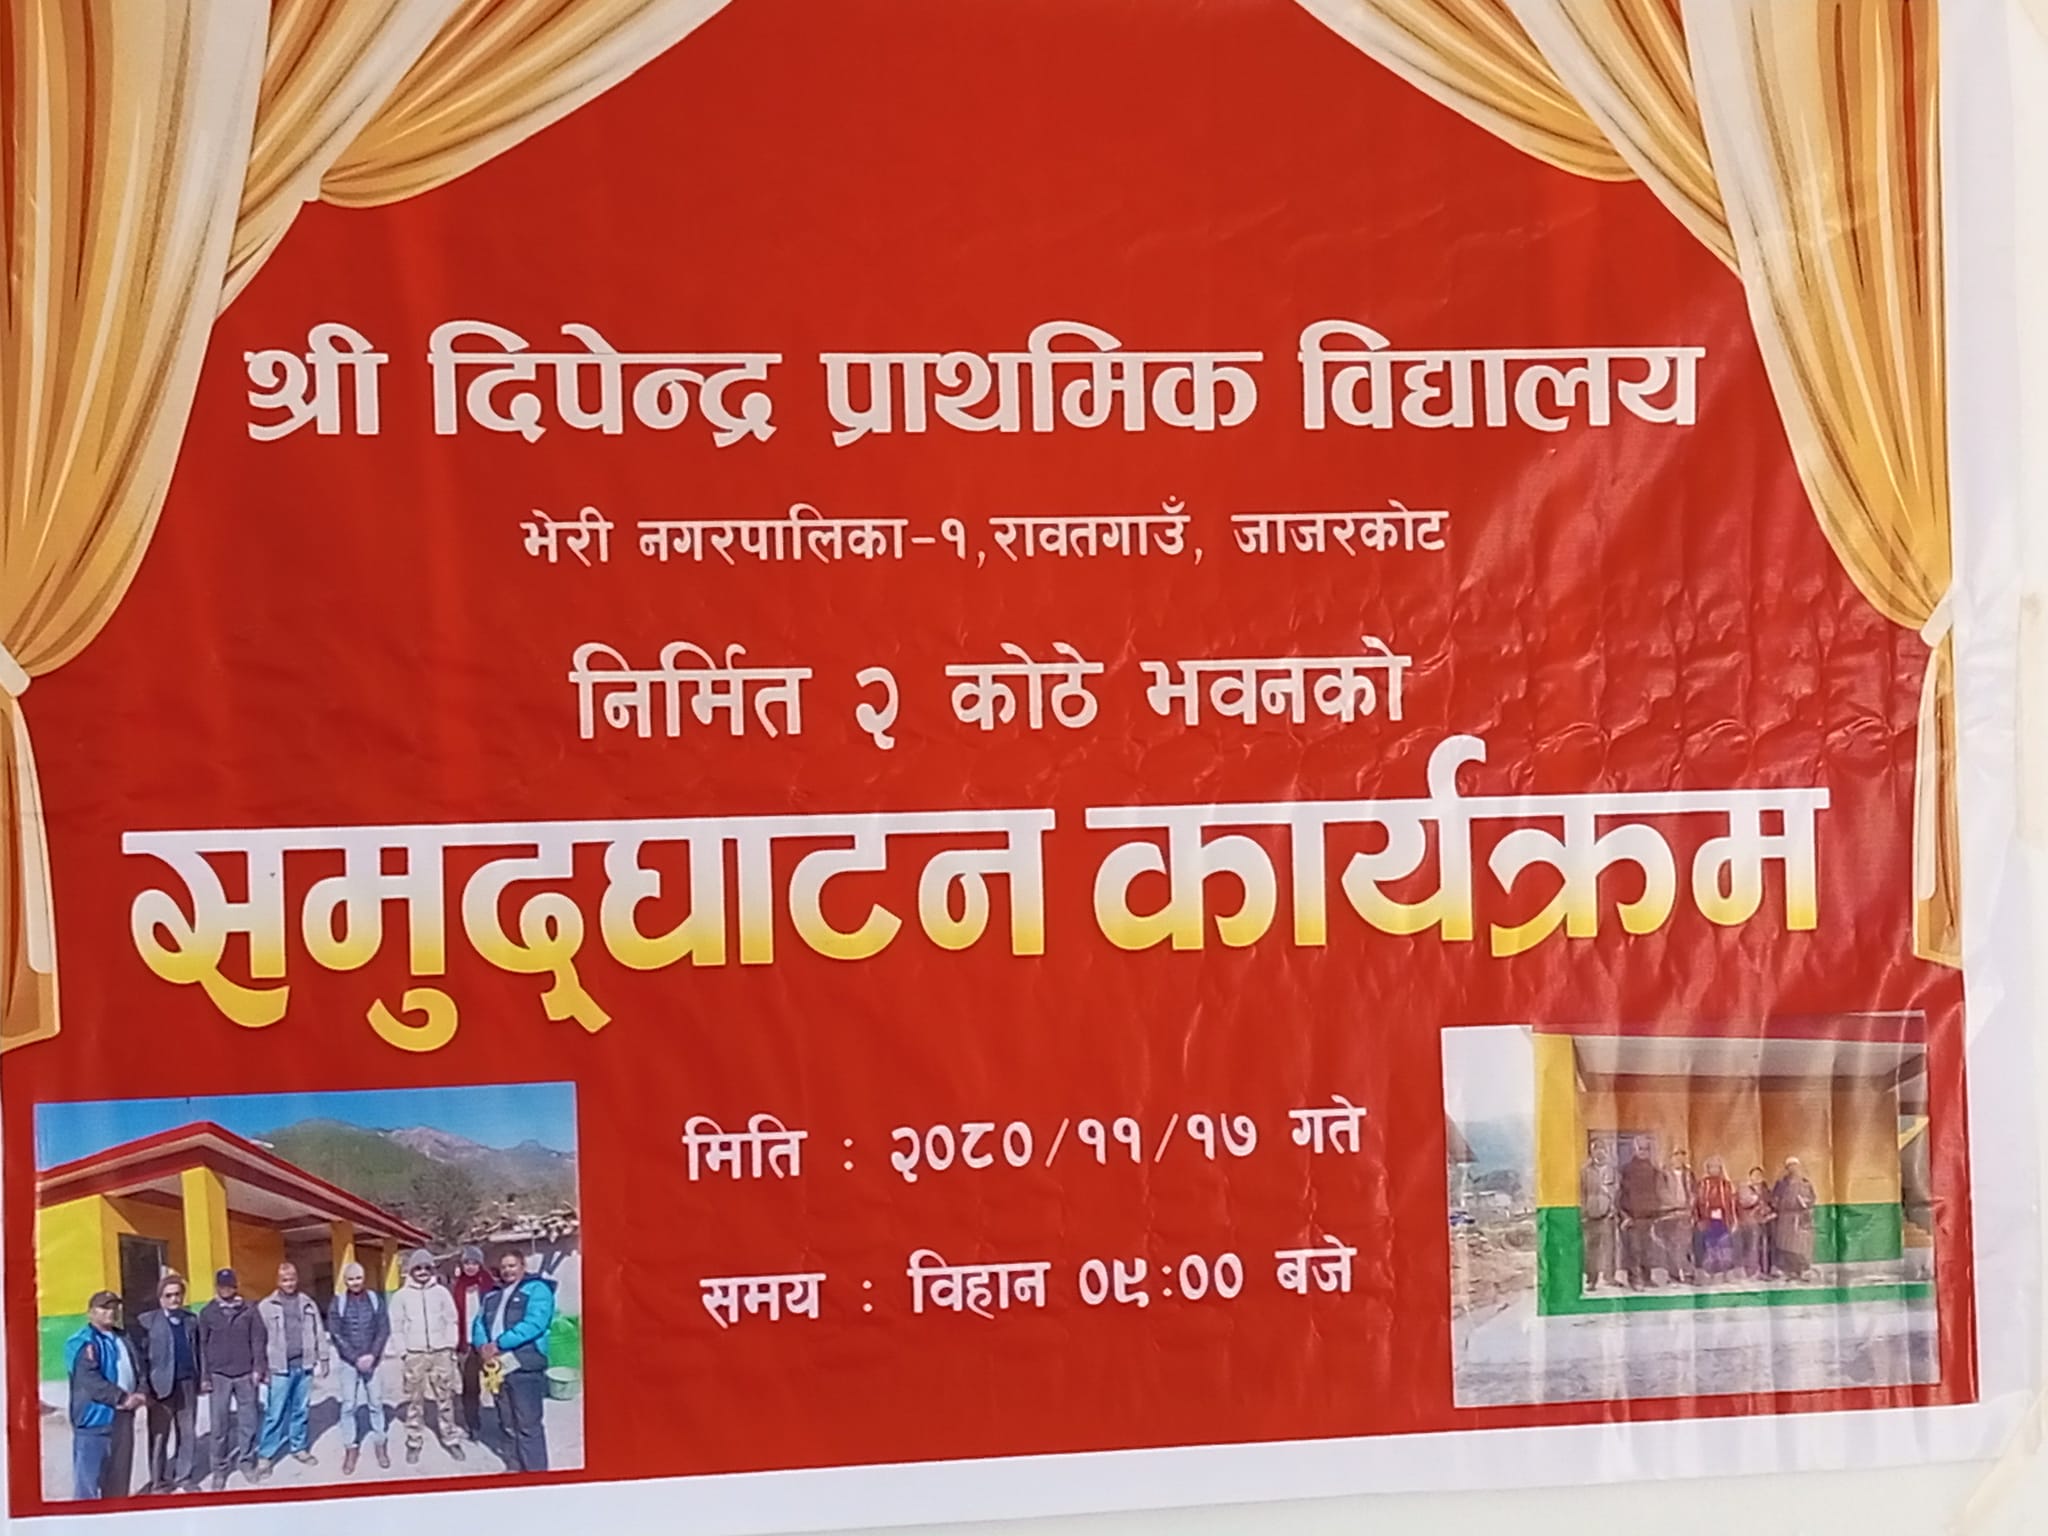 श्री दिपेन्द्र प्राथमिक विद्यालय
भेरी नगरपालिका-१,रावतगाउँ, जाजरकोट
निर्मित २ कोठे भवनको
समुद्‌घाटन कार्यक्रम
मिति : २०८०/११/१७ गते
समय : विहान ०९:०० बजे